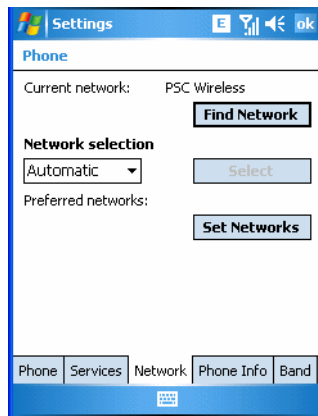 Settings E ok
Phone
Current network: PSC Wireless
Find Network
Network selection
Automatic Select
Preferred networks:
Set Networks
Phone Services Network Phone Info Band